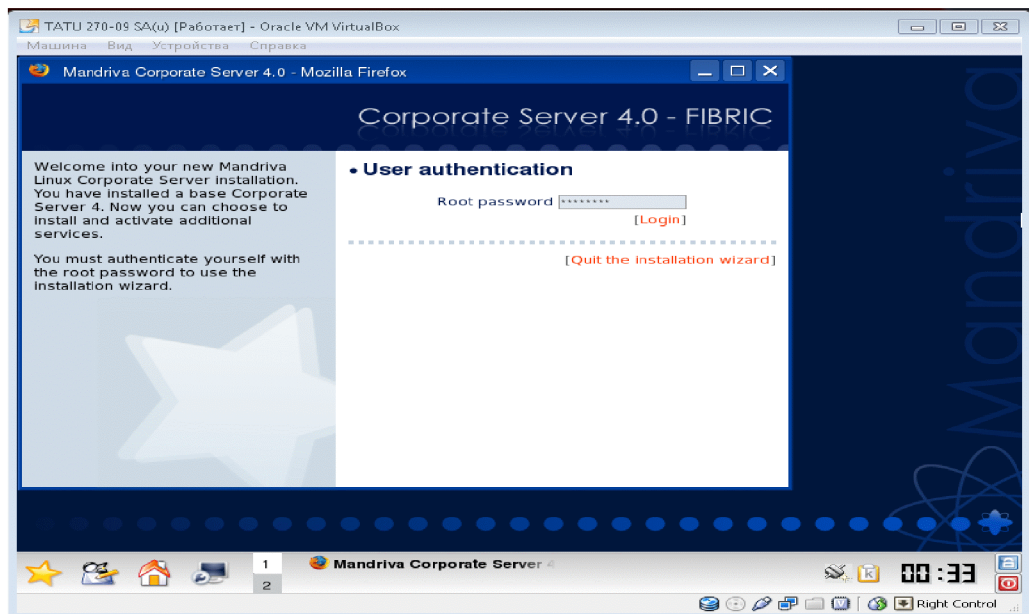 TATU 270-09 SA(u) [Работает] - Oracle VM VirtualBox
Машина Вид Устройства Справка
Mandriva Corporate Server 4.0 - Mozilla Firefox
Corporate Server 4.0 - FIBRIC
Welcome into your new Mandriva
Linux Corporate Server installation.
You have installed a base Corporate
Server 4. Now you can choose to
install and activate additional
services.
You must authenticate yourself with
the root password to use the
installation wizard.
• User authentication
Root password ********
[Login]
[Quit the installation wizard]
Mandriva
1
2
Mandriva Corporate Server 4
K
00:33
Right Control